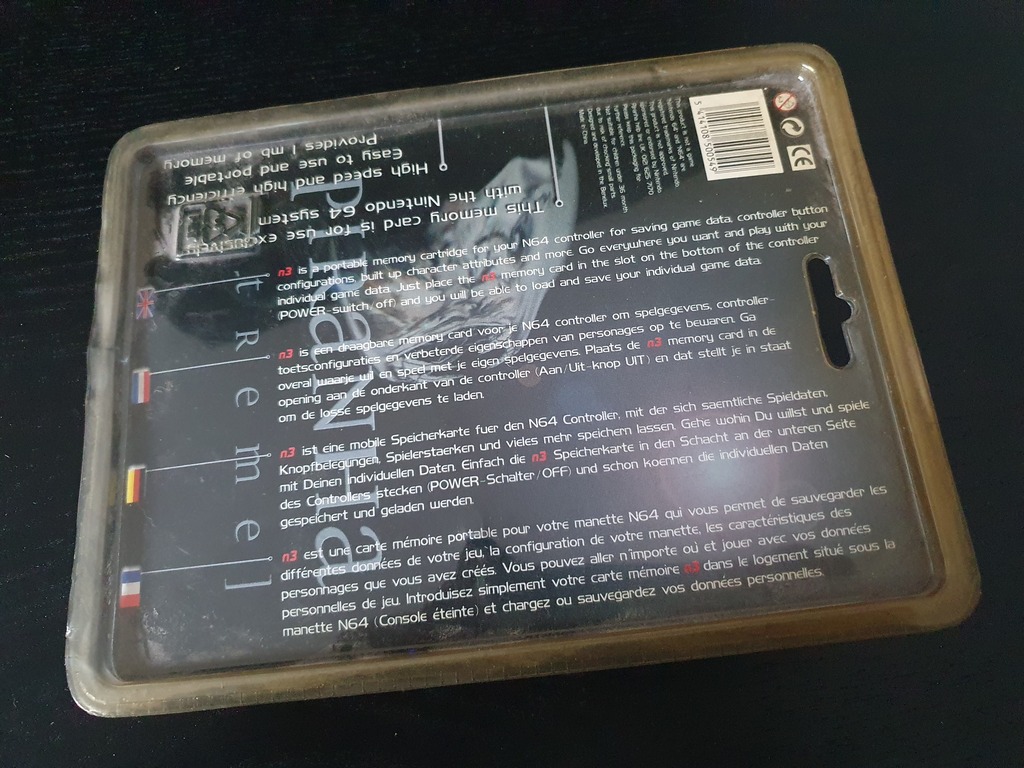 n3 is a portable memory cartridge for your N64 controller for saving game data, controller button
configurations, built up character attributes and more. Go everywhere you want and play with your
individual game data. Just place the n3 memory card in the slot on the bottom of the controller
(POWER-switch off) and you will be able to load and save your individual game data.
n3 is een draagbare memory card voor je N64 controller om spelgegevens, controller-
toetsconfiguraties en verbeterde eigenschappen van personages op te bewaren. Ga
overal waarje wil en speel met je eigen spelgegevens. Plaats de n3 memory card in de
opening aan de onderkant van de controller (Aan/Uit-knop UIT) en dat stelt je in staat
om de losse spelgegevens te laden.
n3 ist eine mobile Speicherkarte fuer den N64 Controller, mit der sich saemtliche Spieldaten,
Knopfbelegungen, Spielerstaerken und vieles mehr speichern lassen. Gehe wohin Du willst und spiele
mit Deinen individuellen Daten. Einfach die n3 Speicherkarte in den Schacht an der unteren Seite
des Controllers stecken (POWER-Schalter/OFF) und schon koennen die individuellen Daten
gespeichert und geladen werden.
n3 est une carte mémoire portable pour votre manette N64 qui vous permet de sauvegarder les
différentes données de votre jeu, la configuration de votre manette, les caractéristiques des
personnages que vous avez créés. Vous pouvez aller n'importe où et jouer avec vos données
personnelles de jeu. Introduisez simplement votre carte mémoire n3 dans le logement situé sous la
manette N64 (Console éteinte) et chargez ou sauvegardez vos données personnelles.
This memory card is for use exclusively
with the Nintendo 64 system
High speed and high efficiency
Easy to use and portable
Provides 1 mb of memory
CE